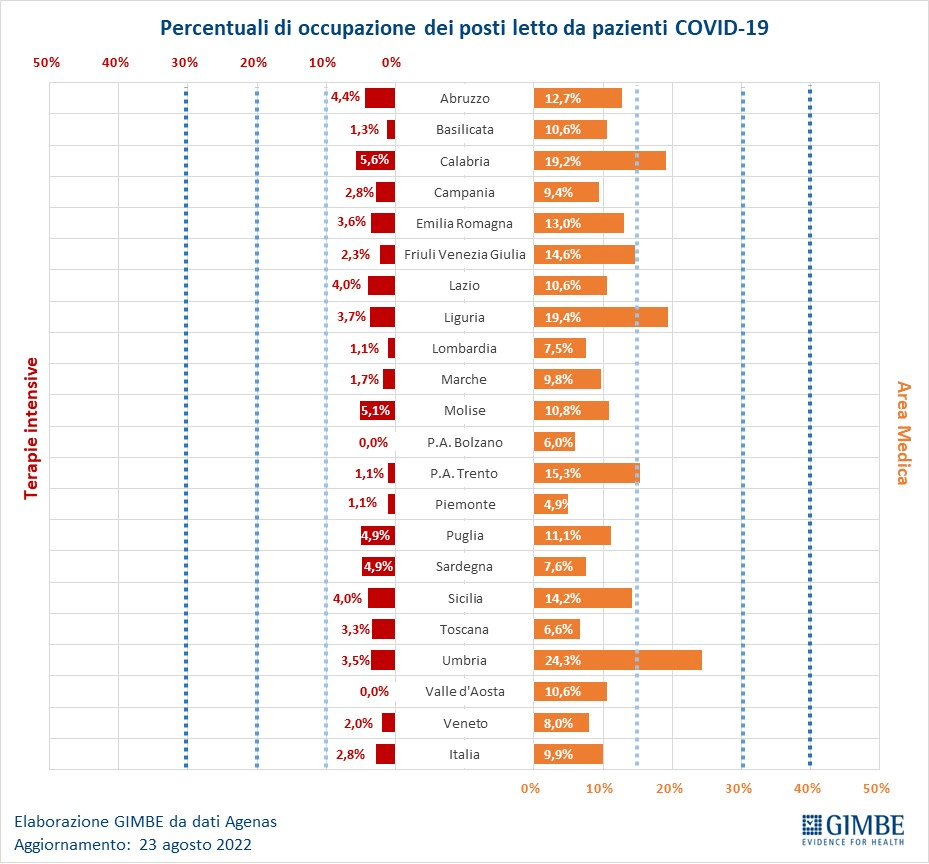 Percentuali di occupazione dei posti letto da pazienti COVID-19
50% 40% 30% 20% 10% 0%
4,4% Abruzzo 12,7%
1,3% Basilicata 10,6%
5,6% Calabria 19,2%
2,8% Campania 9,4%
3,6% Emilia Romagna 13,0%
2,3% Friuli Venezia Giulia 14,6%
4,0% Lazio 10,6%
3,7% Liguria 19,4%
1,1% Lombardia 7,5%
1,7% Marche 9,8%
5,1% Molise 10,8%
0,0% P.A. Bolzano 6,0%
1,1% P.A. Trento 15,3%
1,1% Piemonte 4,9%
4,9% Puglia 11,1%
4,9% Sardegna 7,6%
4,0% Sicilia 14,2%
3,3% Toscana 6,6%
3,5% Umbria 24,3%
0,0% Valle d'Aosta 10,6%
2,0% Veneto 8,0%
2,8% Italia 9,9%
Terapie intensive
Area Medica
0% 10% 20% 30% 40% 50%
Elaborazione GIMBE da dati Agenas
Aggiornamento: 23 agosto 2022
GIMBE
EVIDENCE FOR HEALTH